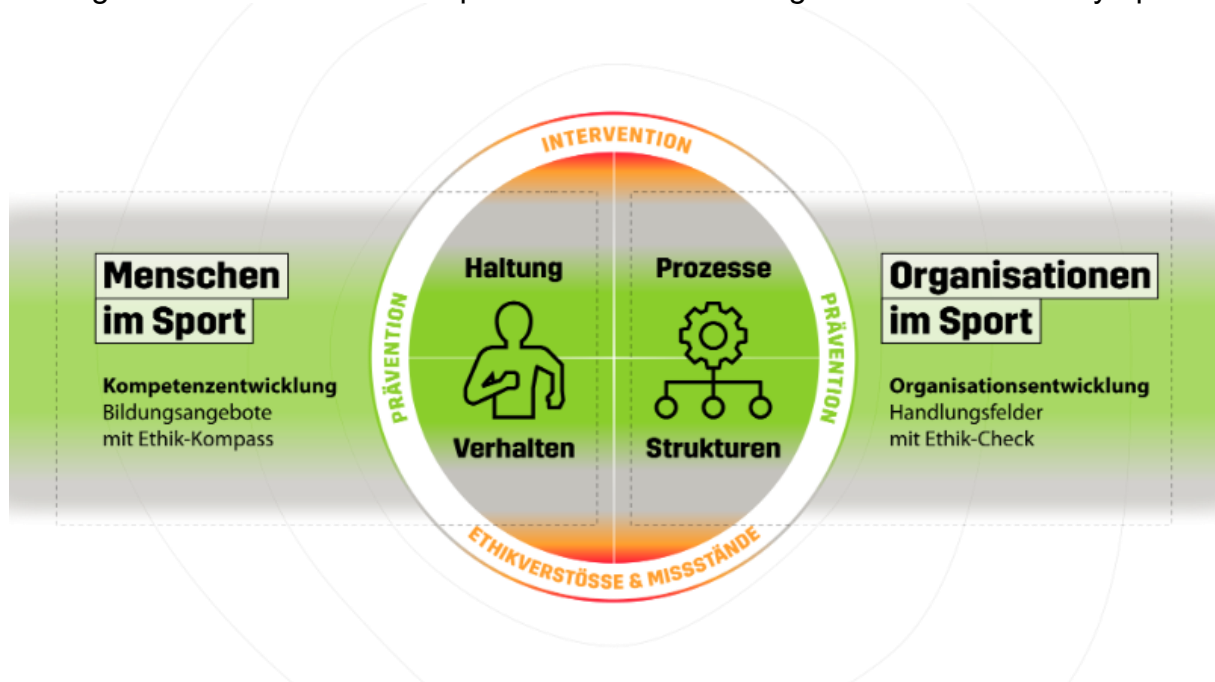 INTERVENTION
Menschen
im Sport
Kompetenzentwicklung
Bildungsangebote
mit Ethik-Kompass
PRÄVENTION
Haltung
Verhalten
Prozesse
Strukturen
PRÄVENTION
Organisationen
im Sport
Organisationsentwicklung
Handlungsfelder
mit Ethik-Check
ETHIKVERSTÖSSE & MISSSTÄNDE